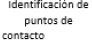 Identificación de
puntos de
contacto